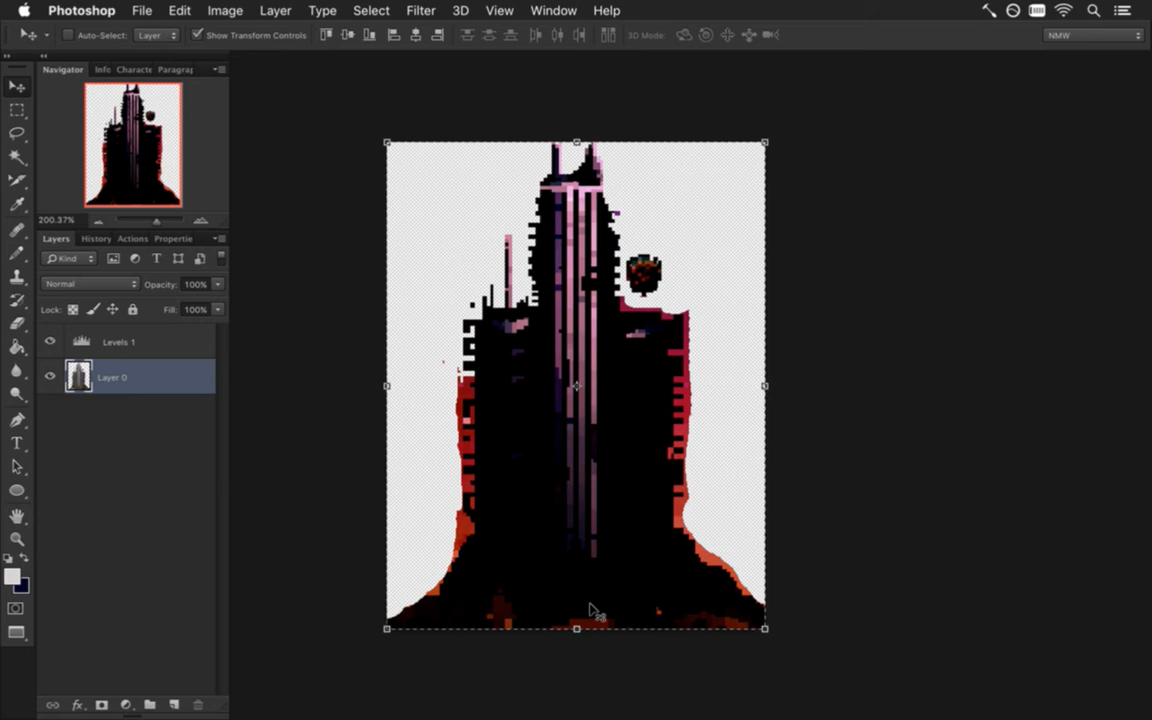 Photoshop File Edit Image Layer Type Select Filter 3D View Window Help
Auto-Select: Layer Show Transform Controls 3D Mode: NMW
Navigator Info Characte Paragrap
200.37%
Layers History Actions Propertie
Kind T
Normal Opacity: 100%
Lock: Fill: 100%
Levels 1
Layer 0
T
fx